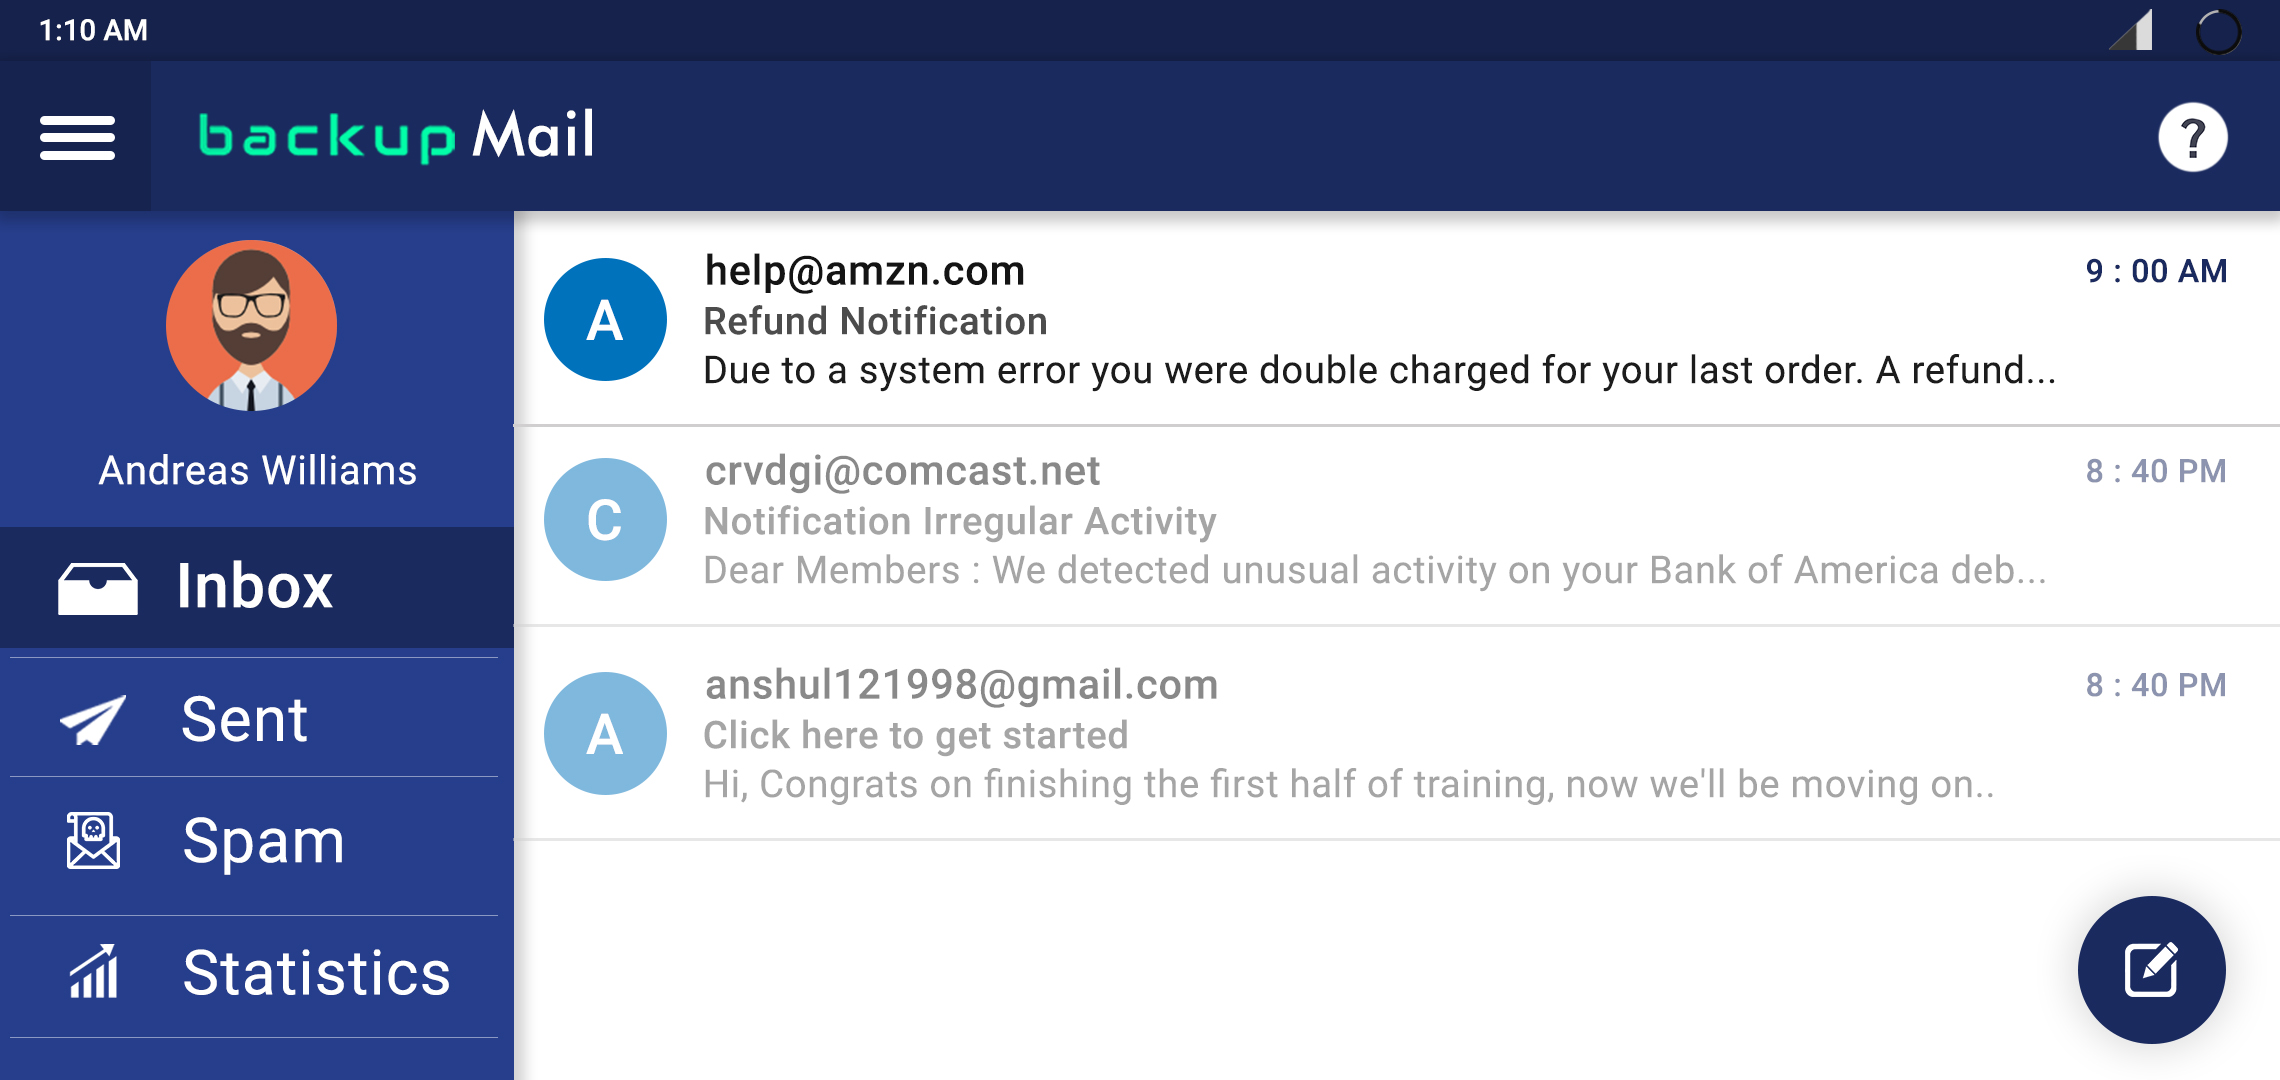 1:10 AM
backup Mail
?
Andreas Williams
Inbox
Sent
Spam
Statistics
A
help@amzn.com
9 : 00 AM
Refund Notification
Due to a system error you were double charged for your last order. A refund...
C
crvdgi@comcast.net
8 : 40 PM
Notification Irregular Activity
Dear Members : We detected unusual activity on your Bank of America deb...
A
anshul121998@gmail.com
8 : 40 PM
Click here to get started
Hi, Congrats on finishing the first half of training, now we'll be moving on..